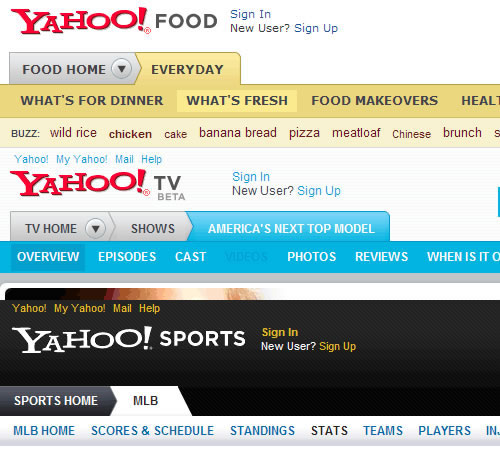 YAHOO!® FOOD
Sign In
New User? Sign Up
FOOD HOME EVERYDAY
WHAT'S FOR DINNER WHAT'S FRESH FOOD MAKEOVERS HEAL
BUZZ: wild rice chicken cake banana bread pizza meatloaf Chinese brunch s
Yahoo! My Yahoo! Mail Help
YAHOO!® TV BETA
Sign In
New User? Sign Up
TV HOME SHOWS AMERICA'S NEXT TOP MODEL
OVERVIEW EPISODES CAST VIDEOS PHOTOS REVIEWS WHEN IS IT O
Yahoo! My Yahoo! Mail Help
YAHOO! SPORTS
Sign In
New User? Sign Up
SPORTS HOME MLB
MLB HOME SCORES & SCHEDULE STANDINGS STATS TEAMS PLAYERS INJ